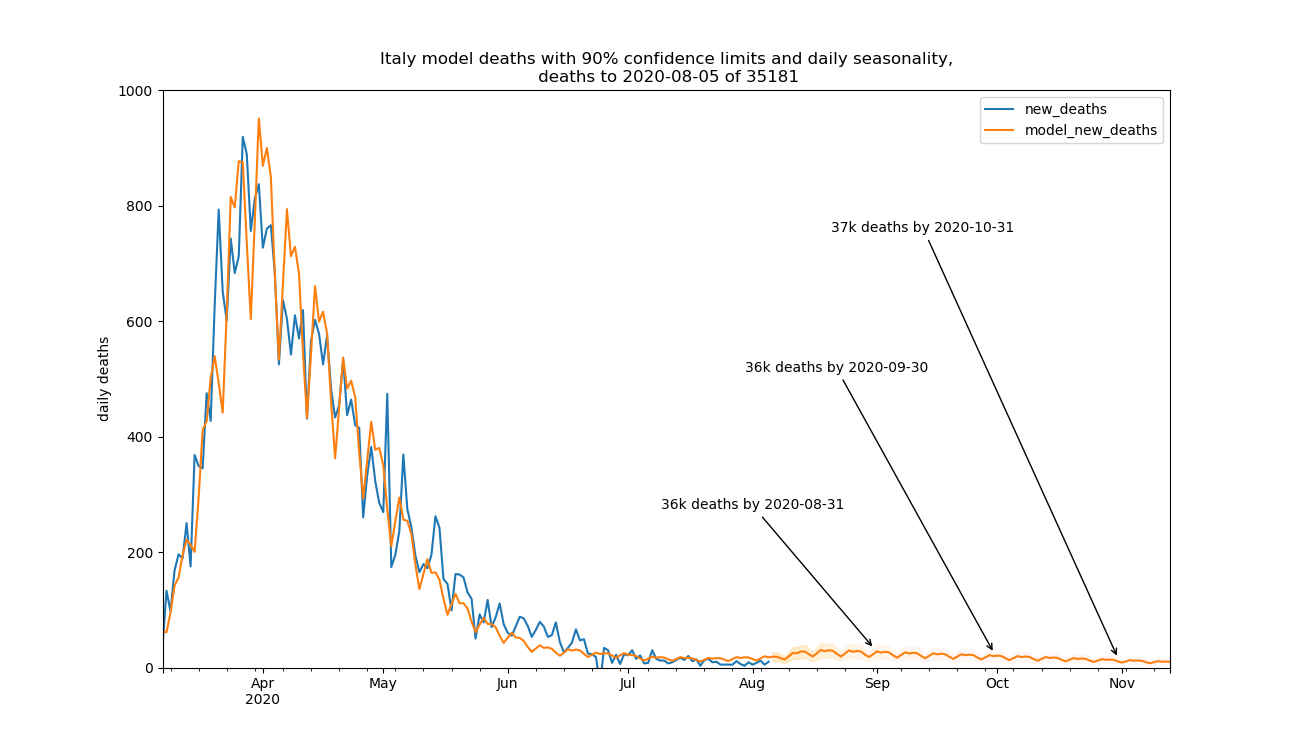 Italy model deaths with 90% confidence limits and daily seasonality,
deaths to 2020-08-05 of 35181
1000
800
600
400
200
0
daily deaths
new_deaths
model_new_deaths
37k deaths by 2020-10-31
36k deaths by 2020-09-30
36k deaths by 2020-08-31
Apr
2020
May
Jun
Jul
Aug
Sep
Oct
Nov